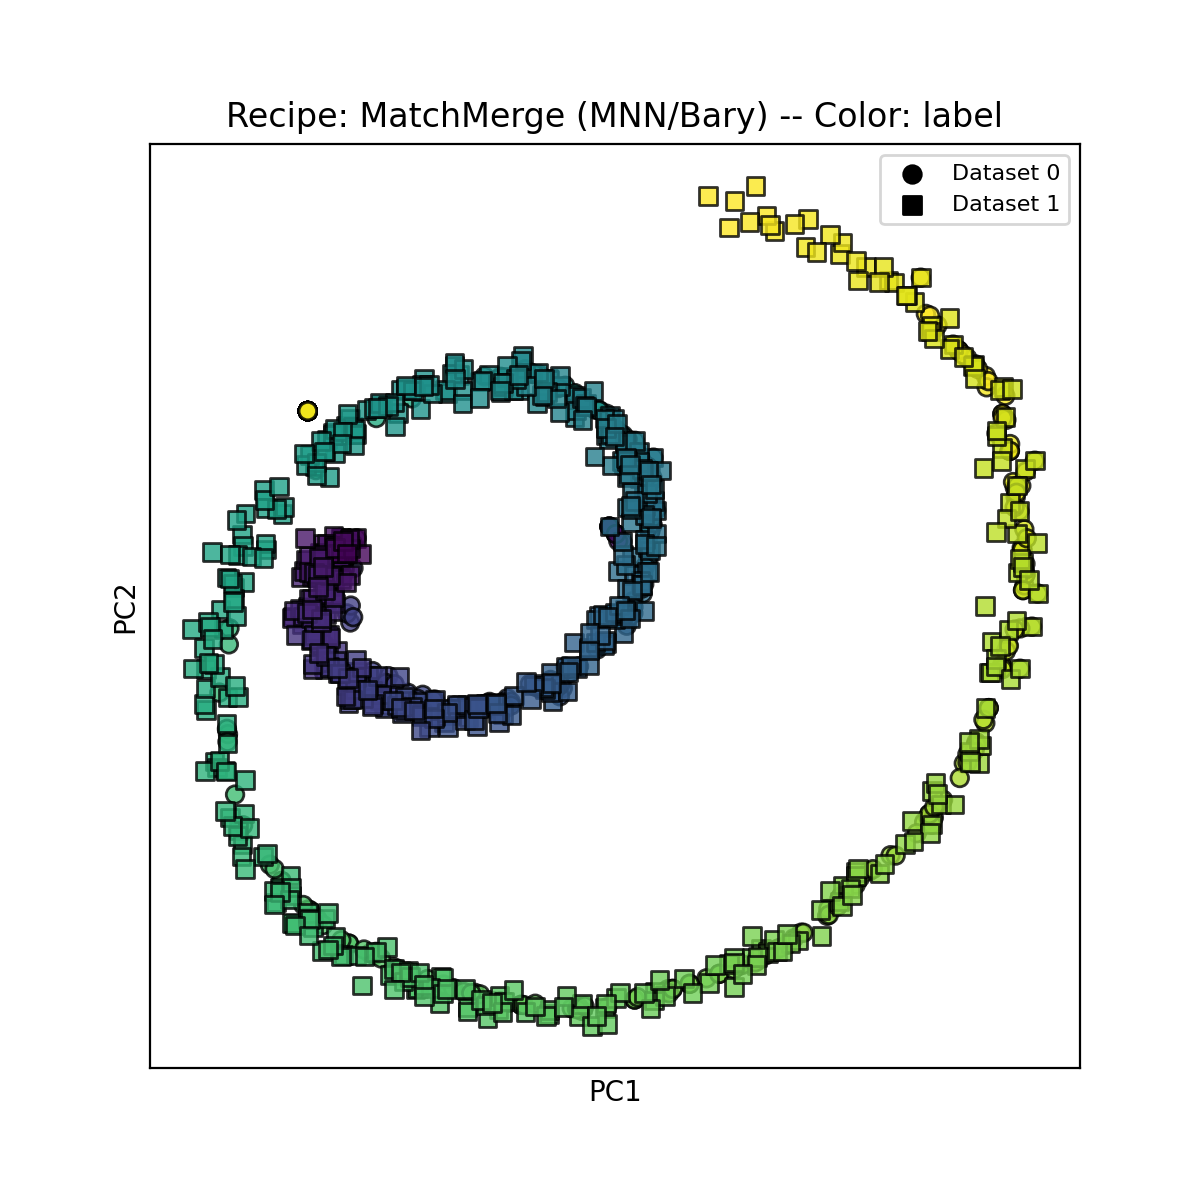 Recipe: MatchMerge (MNN/Bary) -- Color: label
Dataset 0
Dataset 1
PC2
PC1